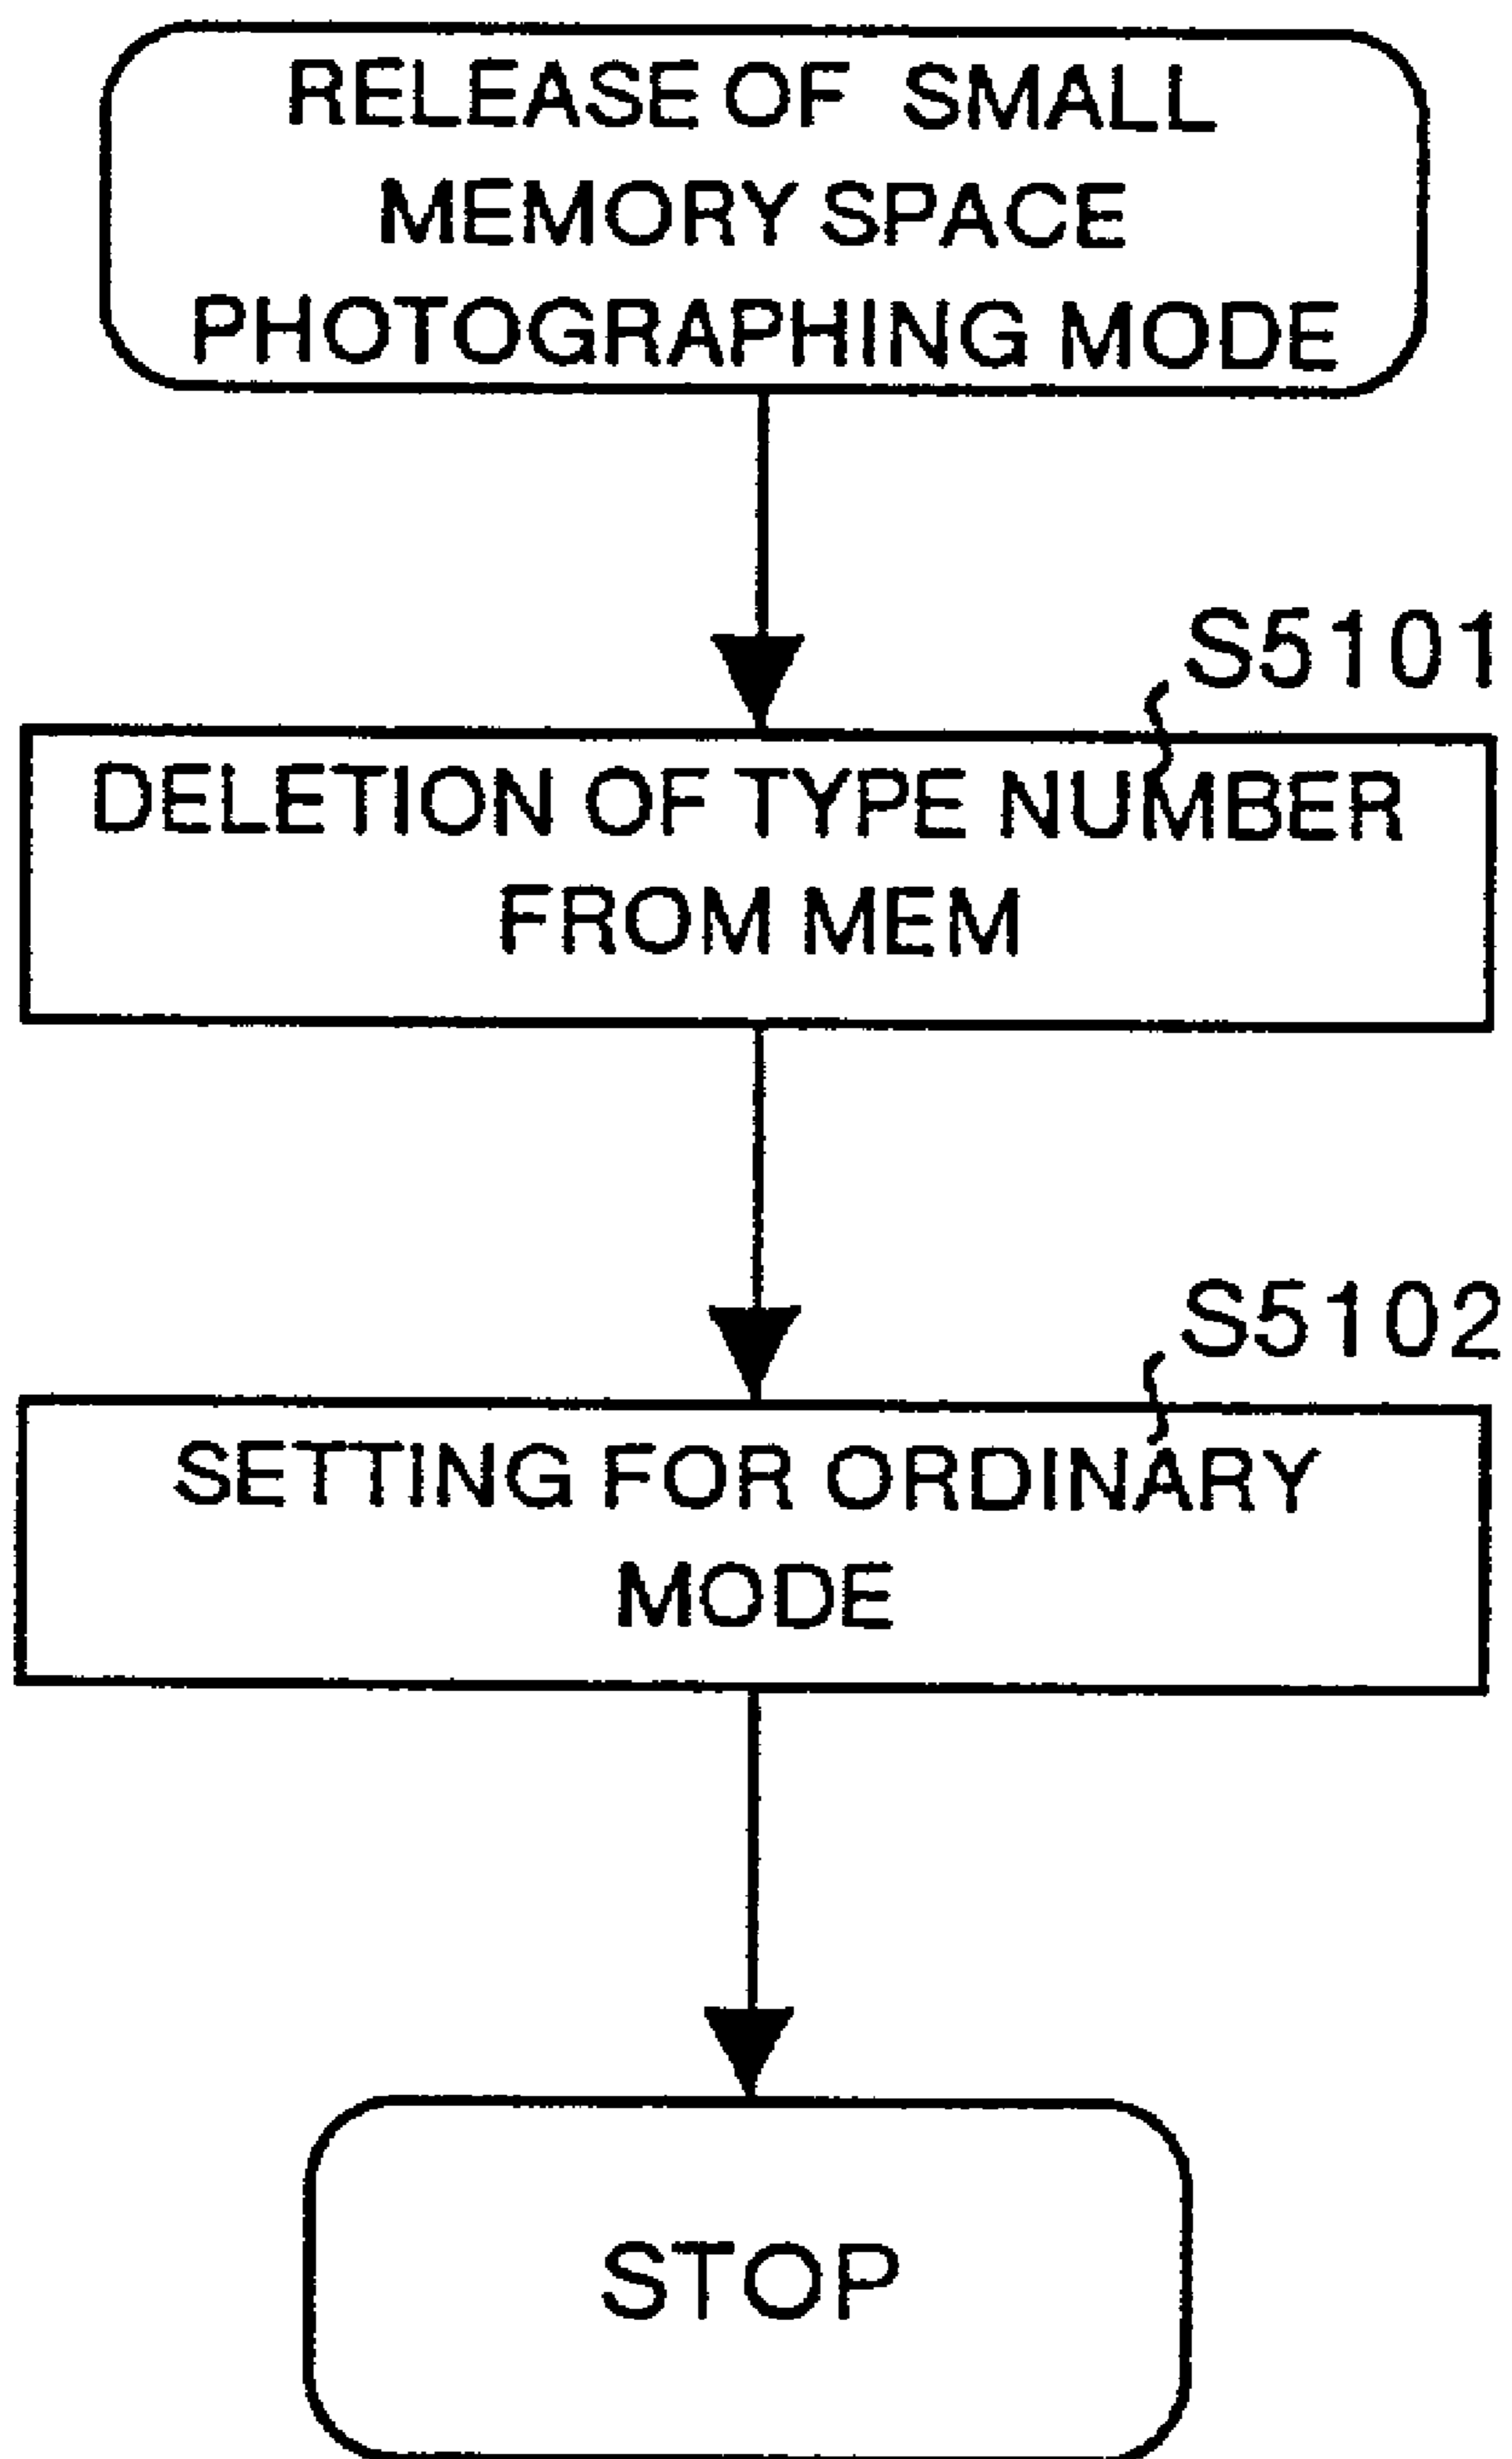 RELEASE OF SMALL
MEMORY SPACE
PHOTOGRAPHING MODE
S5101
DELETION OF TYPE NUMBER
FROM MEM
S5102
SETTING FOR ORDINARY
MODE
STOP